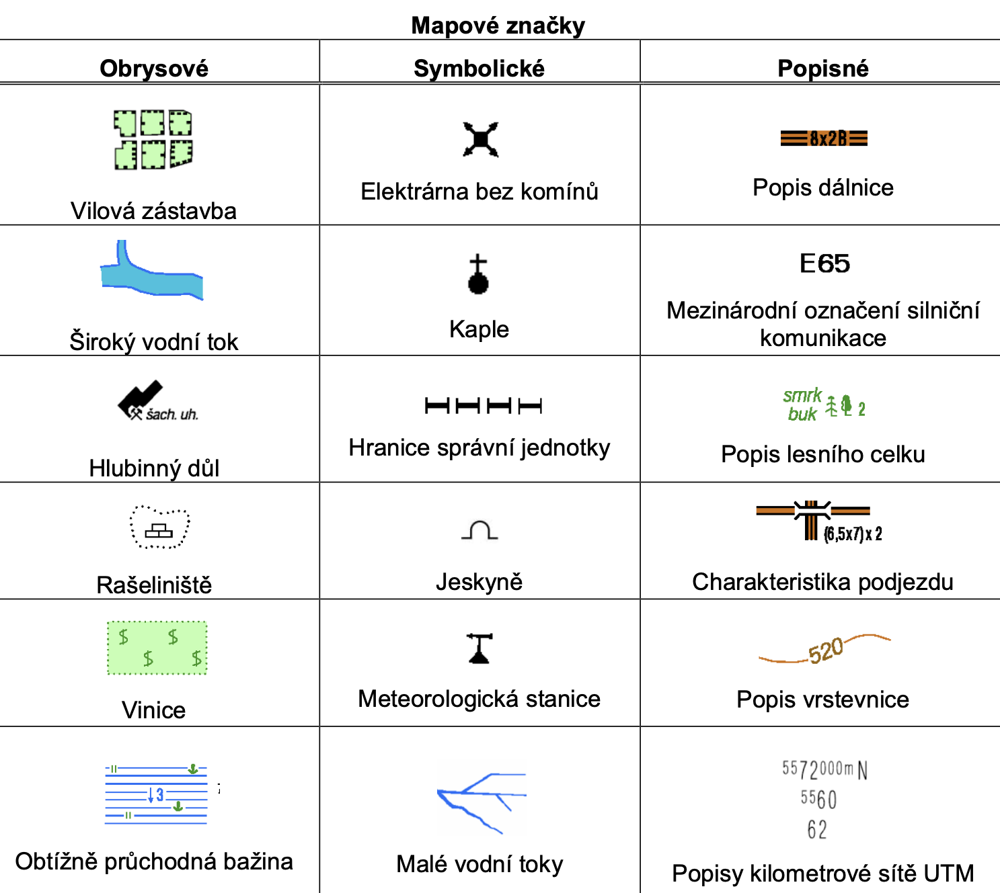 Mapové značky
Obrysové
Symbolické
Popisné
Vilová zástavba
Elektrárna bez komínů
8x2B
Popis dálnice
Široký vodní tok
Kaple
E65
Mezinárodní označení silniční
komunikace
šach. uh.
Hlubinný důl
Hranice správní jednotky
smrk
buk
2
Popis lesního celku
Rašeliniště
Jeskyně
(6,5x7) x 2
Charakteristika podjezdu
Vinice
Meteorologická stanice
520
Popis vrstevnice
3
Obtížně průchodná bažina
Malé vodní toky
5572000m N
5560
62
Popisy kilometrové sítě UTM